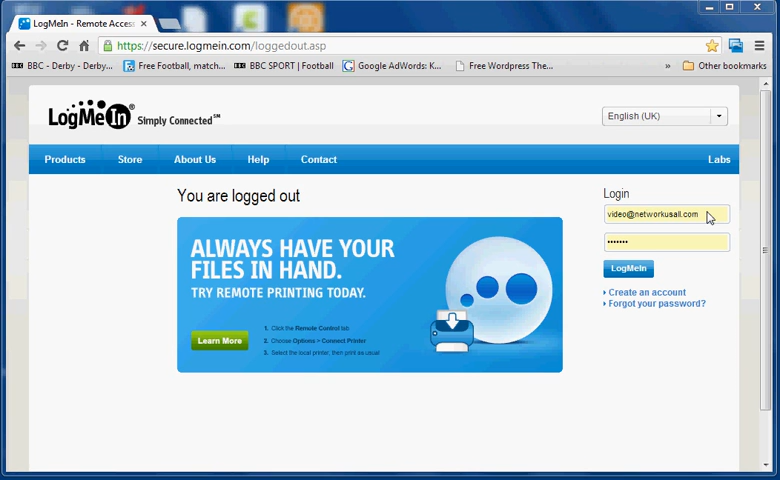 LogMeIn - Remote Access
https://secure.logmein.com/loggedout.asp
BBC - Derby - Derby...
Free Football, match...
BBC SPORT | Football
Google AdWords: K...
Free Wordpress The...
»
Other bookmarks
LogMeIn® Simply Connected℠
English (UK)
Products
Store
About Us
Help
Contact
Labs
You are logged out
ALWAYS HAVE YOUR
FILES IN HAND.
TRY REMOTE PRINTING TODAY.
Learn More
1. Click the Remote Control tab.
2. Choose Options > Connect Printer
3. Select the local printer, then print as usual
Login
video@networkusall.com
•••••••
LogMeIn
Create an account
Forgot your password?